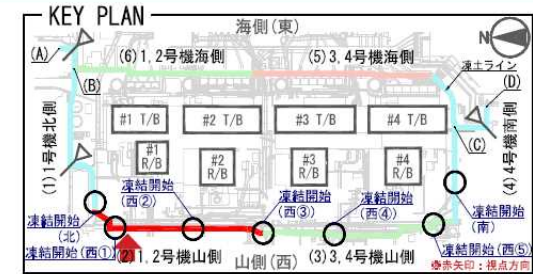 KEY PLAN
海側(東)
N
(A)
(6)1,2号機海側
(5)3,4号機海側
凍土ライン
(B)
(D)
#1 T/B
#2 T/B
#3 T/B
#4 T/B
(1)1号機北側
(C)
(4)4号機南側
#1
R/B
#2
R/B
#3
R/B
#4
R/B
凍結開始
(西②)
凍結開始
(西③)
凍結開始
(西④)
凍結開始
(南)
凍結開始
(北)
凍結開始(西①)
凍結開始(西⑤)
(2)1,2号機山側
(3)3,4号機山側
山側(西)
※赤矢印：視点方向